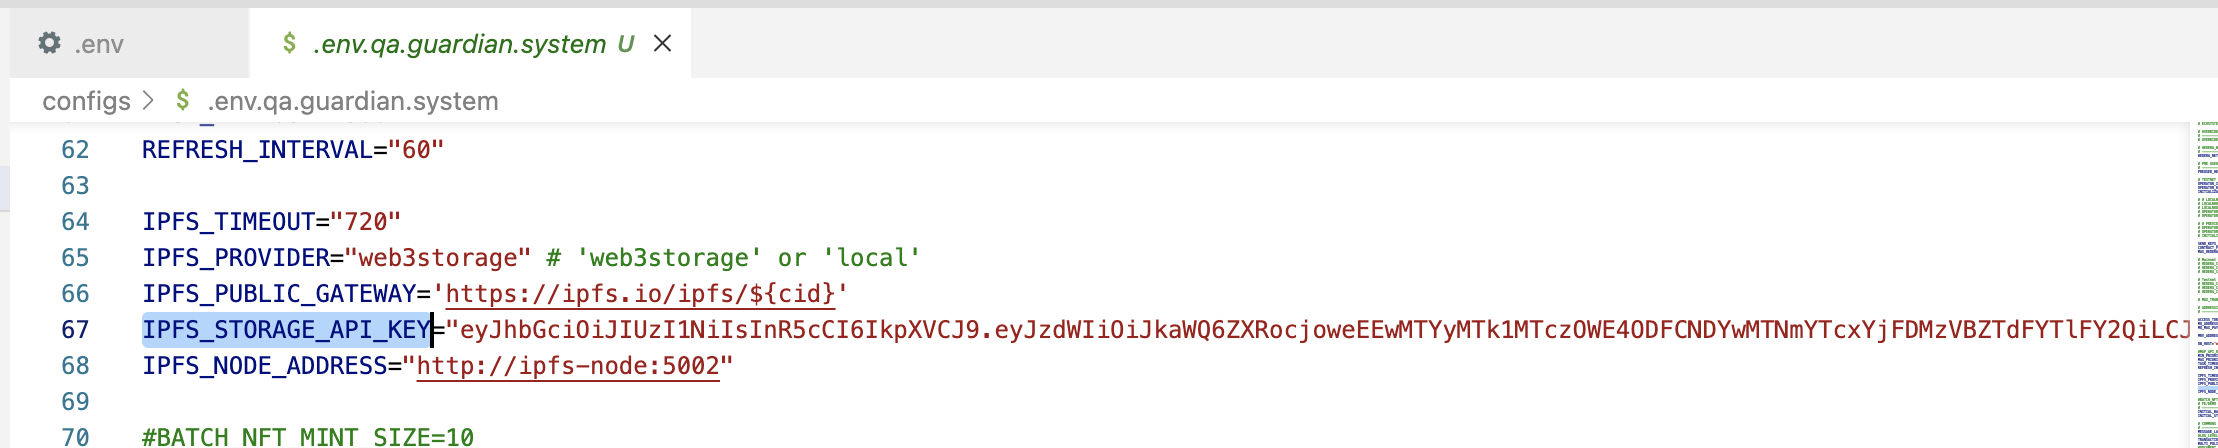 .env
$ .env.qa.guardian.system U
configs > $ .env.qa.guardian.system
62 REFRESH_INTERVAL="60"
63
64 IPFS_TIMEOUT="720"
65 IPFS_PROVIDER="web3storage" # 'web3storage' or 'local'
66 IPFS_PUBLIC_GATEWAY='https://ipfs.io/ipfs/${cid}'
67 IPFS_STORAGE_API_KEY="eyJhbGciOiJIUzI1NiIsInR5cCI6IkpXVCJ9.eyJzdWIiOiJkaWQ6ZXRocjoweEEwMTYyMTk1MTczOWE4ODFCNDYwMTNmYTcxYjFDMzVBZTdFYTlFY2QiLCJ
68 IPFS_NODE_ADDRESS="http://ipfs-node:5002"
69
70 #BATCH_NFT_MINT_SIZE=10